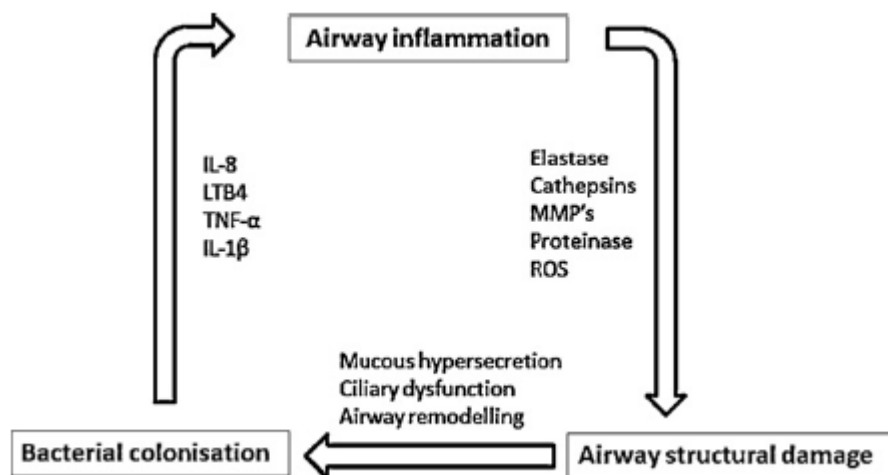 Airway inflammation
IL-8
LTB4
TNF-α
IL-1β
Elastase
Cathepsins
MMP's
Proteinase
ROS
Mucous hypersecretion
Ciliary dysfunction
Airway remodelling
Bacterial colonisation
Airway structural damage